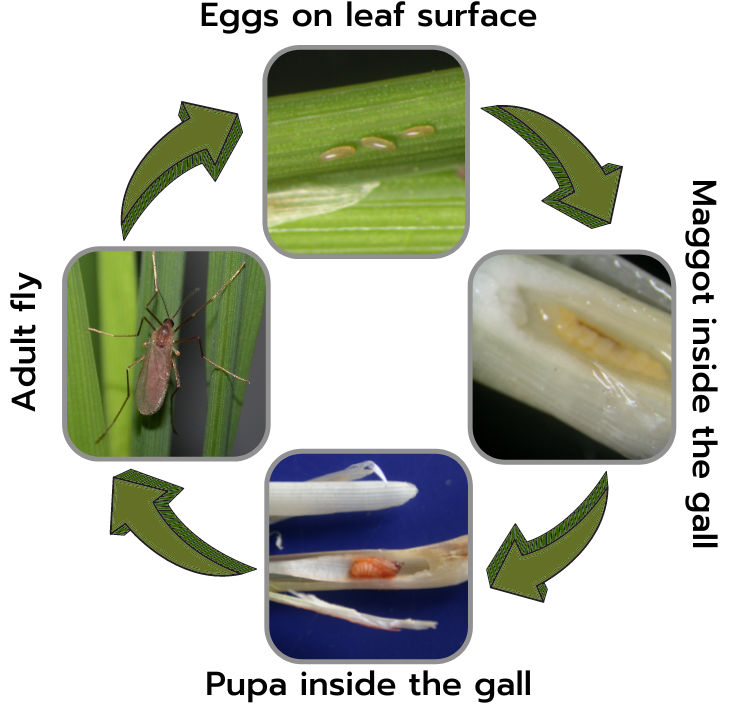 Eggs on leaf surface
Maggot inside the gall
Pupa inside the gall
Adult fly